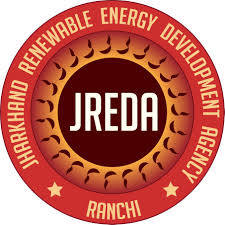 JHARKHAND RENEWABLE ENERGY DEVELOPMENT AGENCY
JREDA
RANCHI